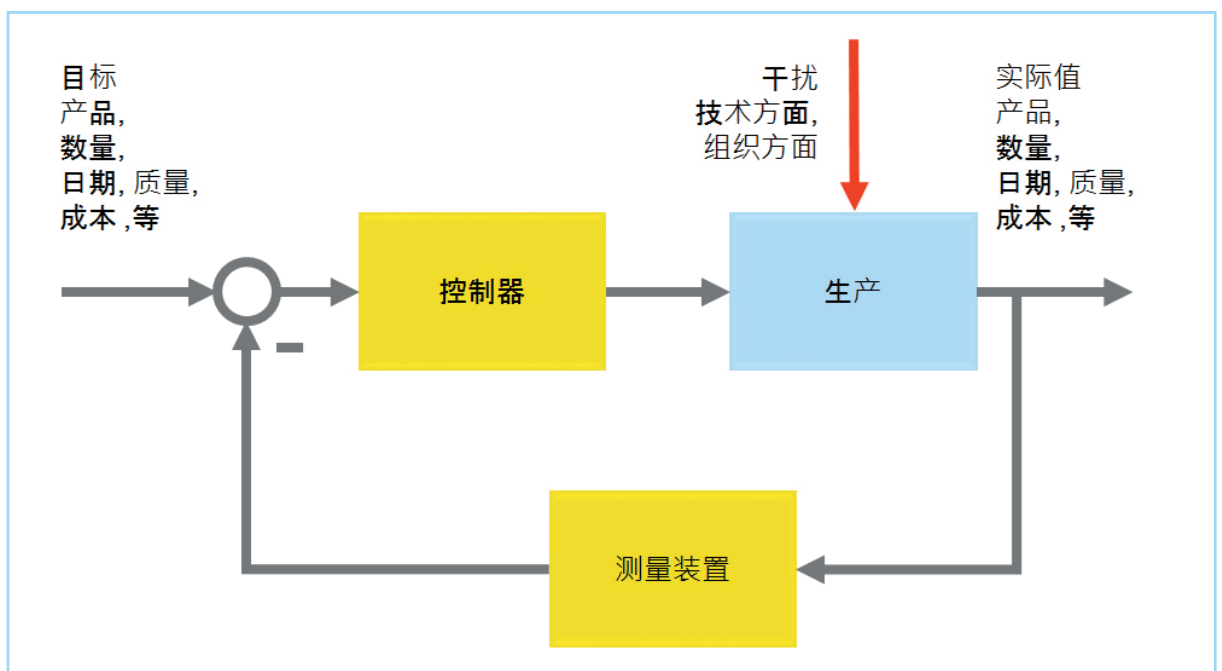 目标
产品,
数量,
日期, 质量,
成本 ,等
干扰
技术方面,
组织方面
实际值
产品,
数量,
日期, 质量,
成本 ,等
控制器
生产
测量装置